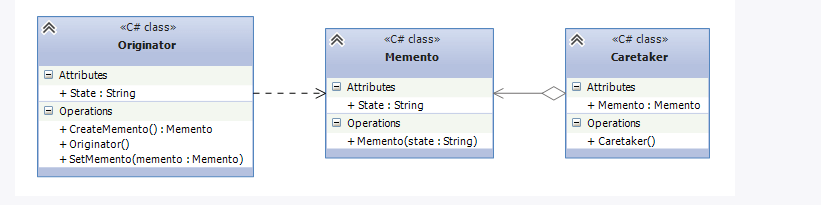 «C# class»
Originator
Attributes
+ State : String
Operations
+ CreateMemento() : Memento
+ Originator()
+ SetMemento(memento : Memento)
«C# class»
Memento
Attributes
+ State : String
Operations
+ Memento(state : String)
«C# class»
Caretaker
Attributes
+ Memento : Memento
Operations
+ Caretaker()